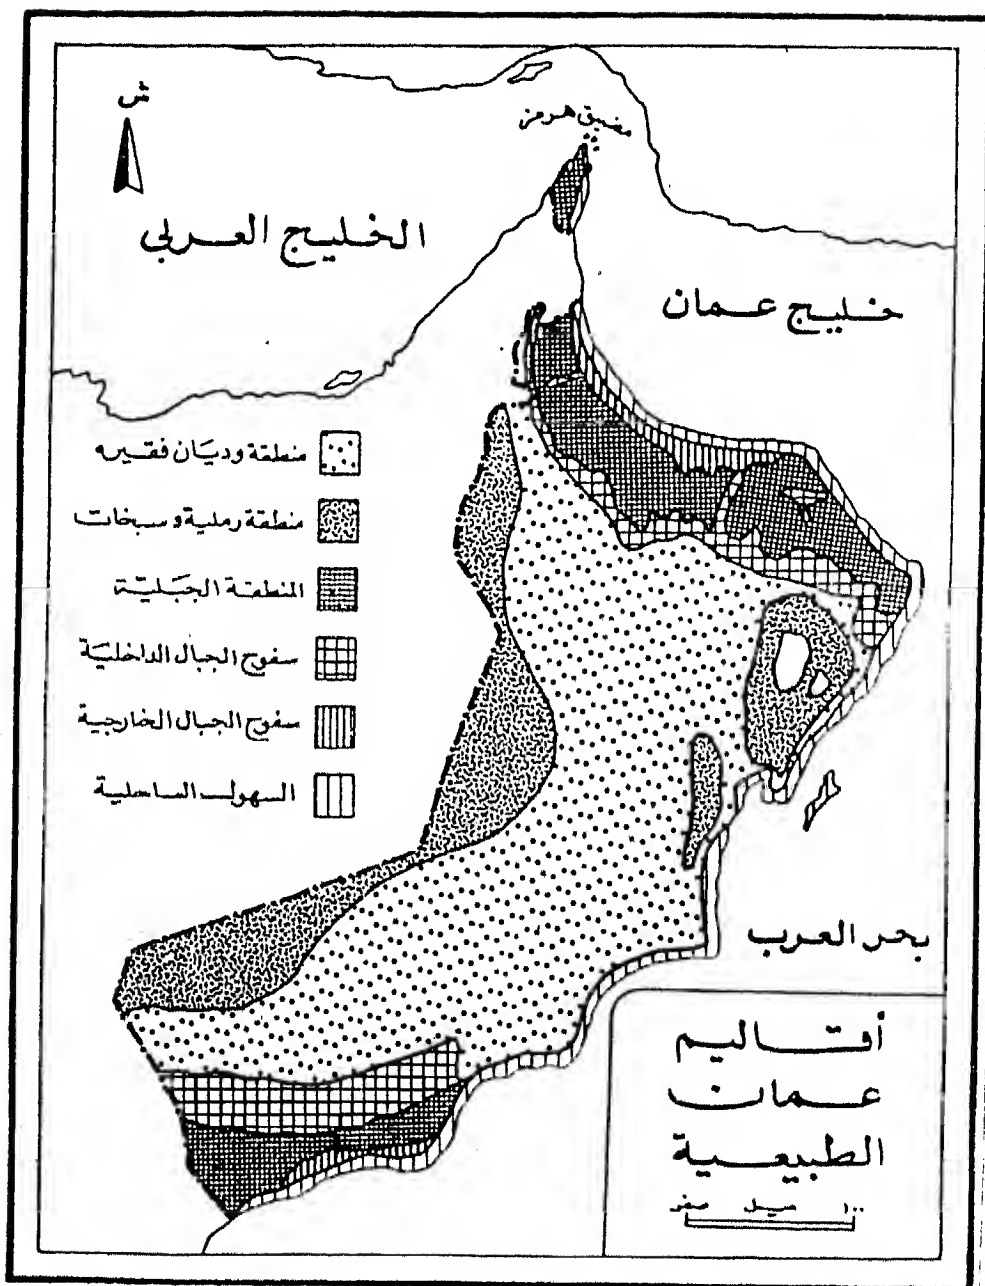 ش
مضيق هرمز
الخليج العربي
خليج عمان
منطقة وديان فقيره
منطقة رملية وسبخات
المنطقة الجبلية
سفوح الجبال الداخلية
سفوح الجبال الخارجية
السهول الساحلية
بحر العرب
أقاليم
عمان
الطبيعية
١٠٠ ميل صفر